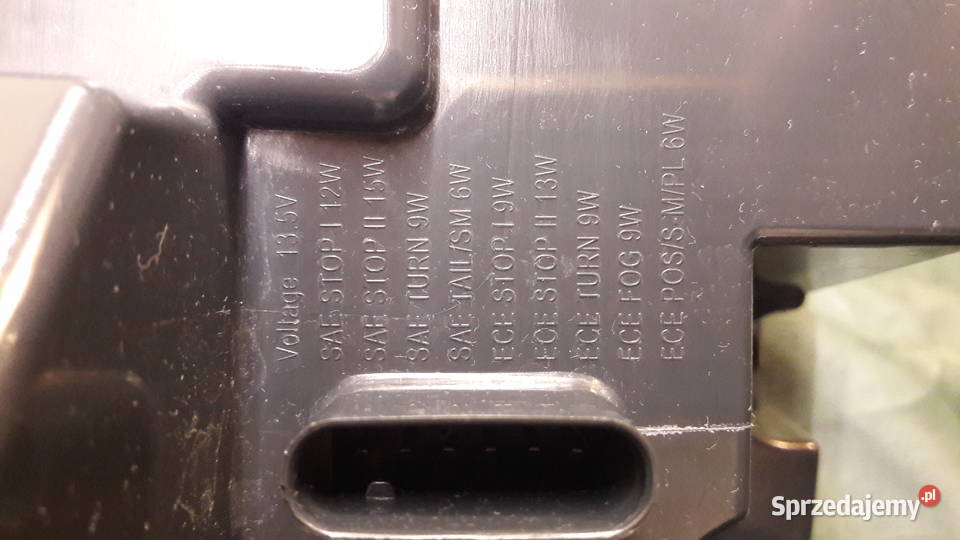 Voltage 13.5V
SAE STOP I 12W
SAE STOP II 15W
SAE TURN 9W
SAE TAIL/SM 6W
ECE STOP I 9W
ECE STOP II 13W
ECE TURN 9W
ECE FOG 9W
ECE POS/S.M/PL 6W
Sprzedajemy.pl